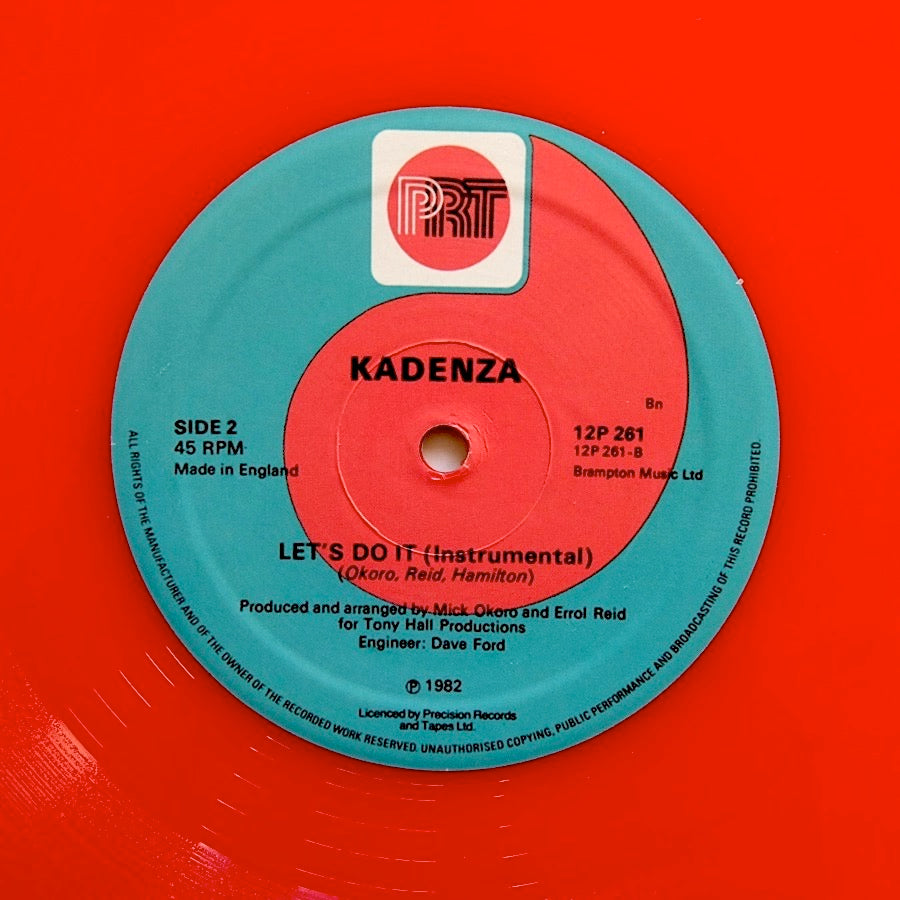 PRT
KADENZA
Bn
SIDE 2
45 RPM
Made in England
12P 261
12P 261-B
Brampton Music Ltd
LET'S DO IT (Instrumental)
(Okoro, Reid, Hamilton)
Produced and arranged by Mick Okoro and Errol Reid
for Tony Hall Productions
Engineer: Dave Ford
℗ 1982
Licenced by Precision Records
and Tapes Ltd.
ALL RIGHTS OF THE MANUFACTURER AND OF THE OWNER OF THE RECORDED WORK RESERVED. UNAUTHORISED COPYING, PUBLIC PERFORMANCE AND BROADCASTING OF THIS RECORD PROHIBITED.